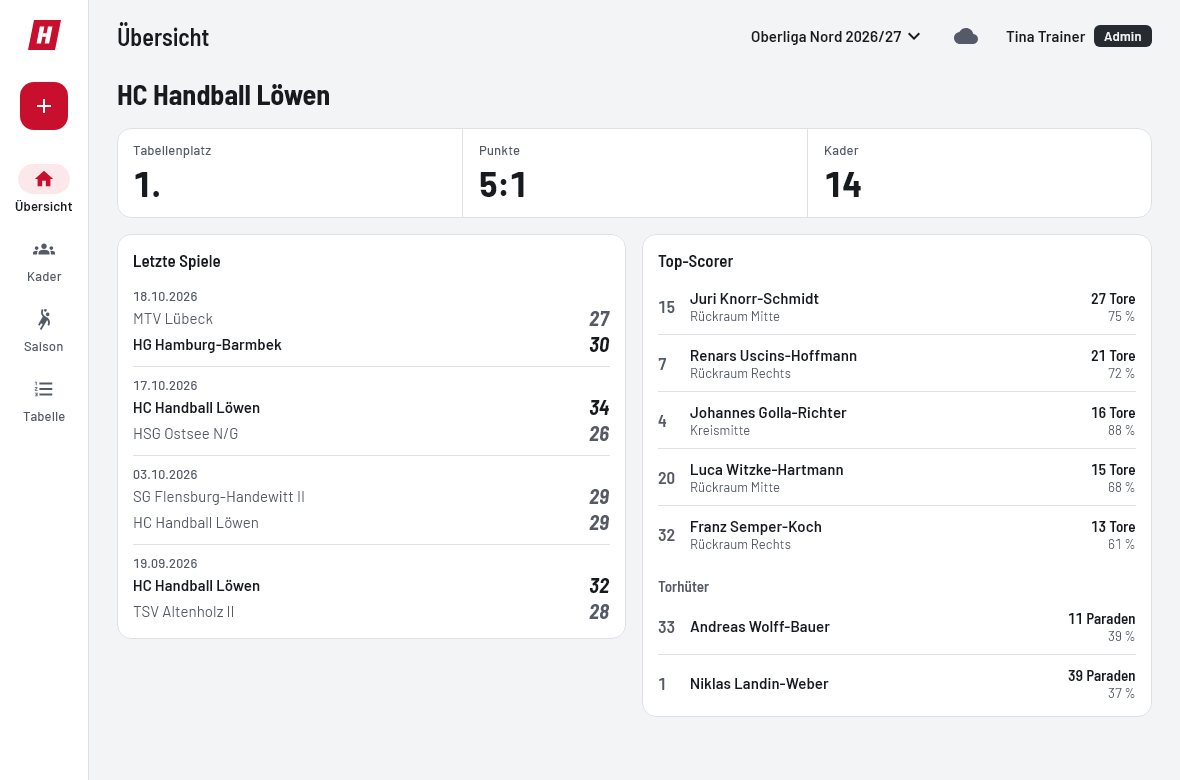 H
Übersicht
Oberliga Nord 2026/27
Tina Trainer
Admin
HC Handball Löwen
Tabellenplatz
1.
Punkte
5:1
Kader
14
Übersicht
Kader
Saison
Tabelle
Letzte Spiele
18.10.2026
MTV Lübeck 27
HG Hamburg-Barmbek 30
17.10.2026
HC Handball Löwen 34
HSG Ostsee N/G 26
03.10.2026
SG Flensburg-Handewitt II 29
HC Handball Löwen 29
19.09.2026
HC Handball Löwen 32
TSV Altenholz II 28
Top-Scorer
15 Juri Knorr-Schmidt 27 Tore
Rückraum Mitte 75 %
7 Renars Uscins-Hoffmann 21 Tore
Rückraum Rechts 72 %
4 Johannes Golla-Richter 16 Tore
Kreismitte 88 %
20 Luca Witzke-Hartmann 15 Tore
Rückraum Mitte 68 %
32 Franz Semper-Koch 13 Tore
Rückraum Rechts 61 %
Torhüter
33 Andreas Wolff-Bauer 11 Paraden
39 %
1 Niklas Landin-Weber 39 Paraden
37 %